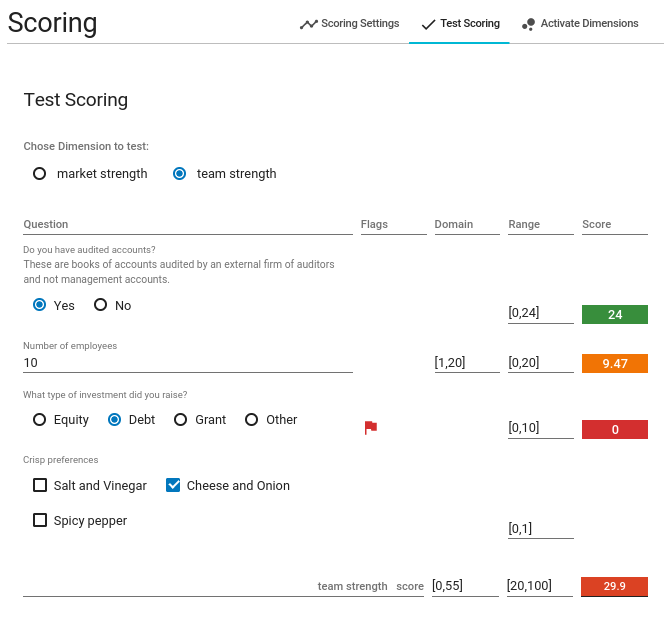 Scoring
Scoring Settings
Test Scoring
Activate Dimensions
Test Scoring
Chose Dimension to test:
market strength team strength
Question Flags Domain Range Score
Do you have audited accounts?
These are books of accounts audited by an external firm of auditors
and not management accounts.
Yes No [0,24] 24
Number of employees
10 [1,20] [0,20] 9.47
What type of investment did you raise?
Equity Debt Grant Other [0,10] 0
Crisp preferences
Salt and Vinegar Cheese and Onion
Spicy pepper [0,1]
team strength score [0,55] [20,100] 29.9